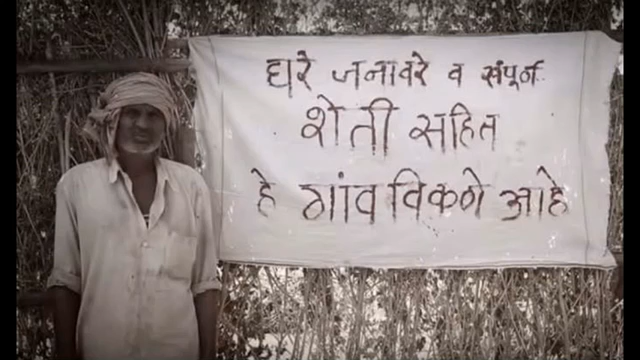 घरे जनावरे व संपूर्न
शेती सहित
हे गांव विकणे आहे